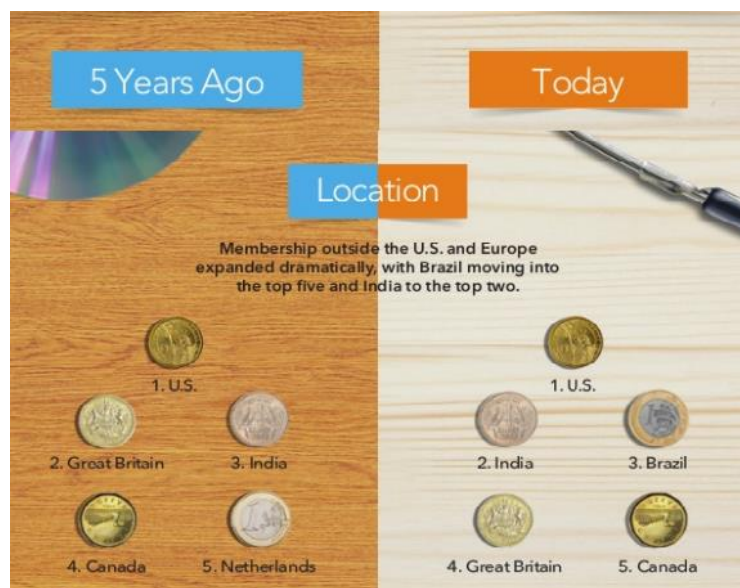 5 Years Ago
Today
Location
Membership outside the U.S. and Europe
expanded dramatically, with Brazil moving into
the top five and India to the top two.
1. U.S.
2. Great Britain
3. India
4. Canada
5. Netherlands
1. U.S.
2. India
3. Brazil
4. Great Britain
5. Canada